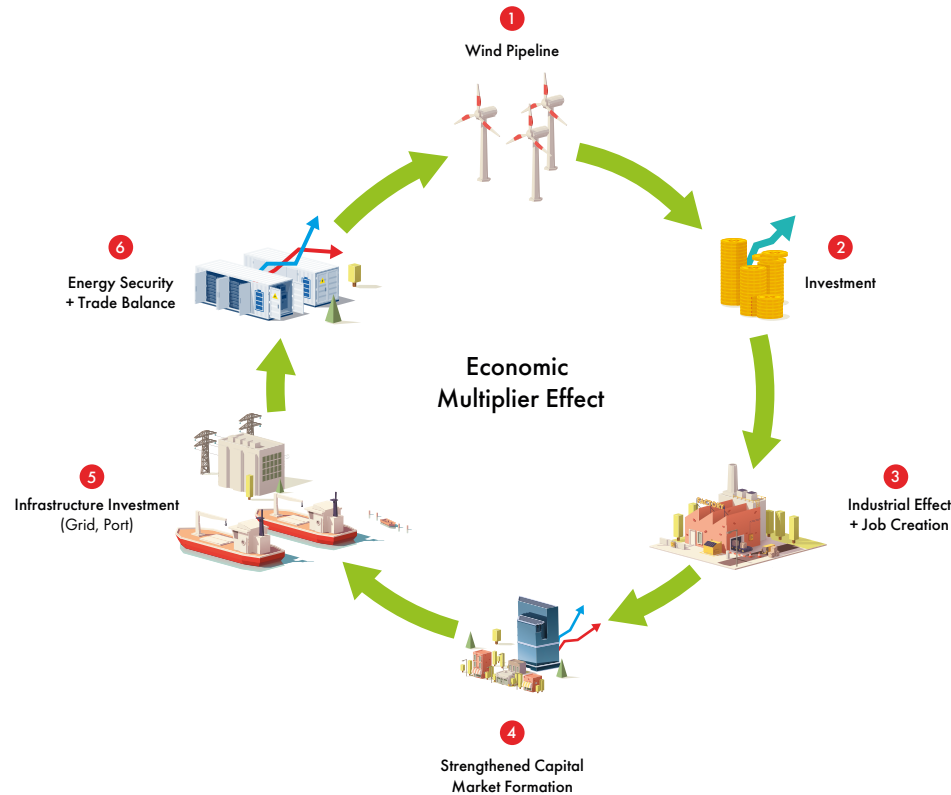 1
Wind Pipeline
2
Investment
3
Industrial Effect
+ Job Creation
4
Strengthened Capital
Market Formation
5
Infrastructure Investment
(Grid, Port)
6
Energy Security
+ Trade Balance
Economic
Multiplier Effect